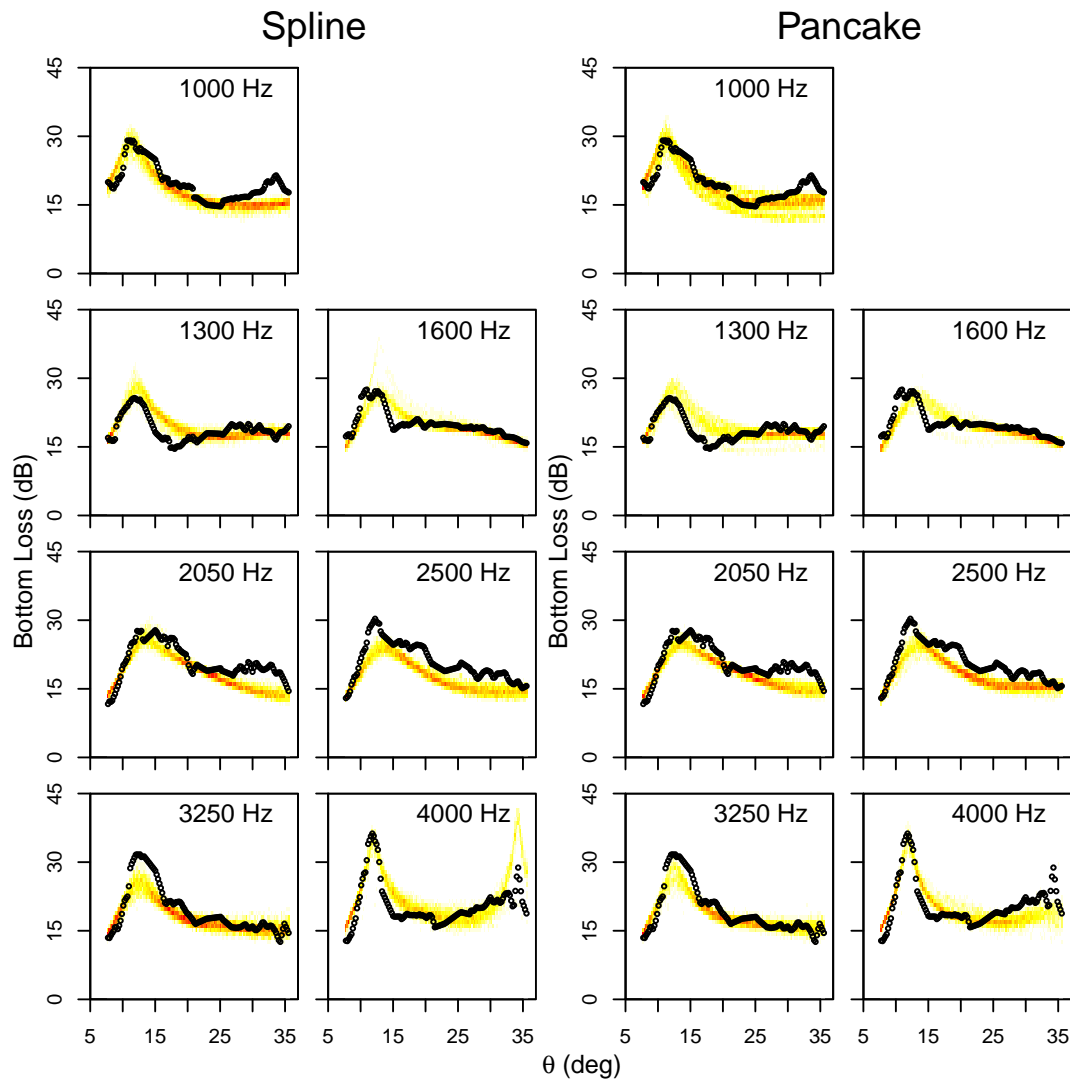 Spline Pancake
45 1000 Hz 45 1000 Hz
30 30
15 15
0 0
45 1300 Hz 1600 Hz 45 1300 Hz 1600 Hz
30 30
15 15
0 0
Bottom Loss (dB) Bottom Loss (dB)
45 2050 Hz 2500 Hz 45 2050 Hz 2500 Hz
30 30
15 15
0 0
45 3250 Hz 4000 Hz 45 3250 Hz 4000 Hz
30 30
15 15
0 0
5 15 25 35 5 15 25 35 5 15 25 35 5 15 25 35
θ (deg)